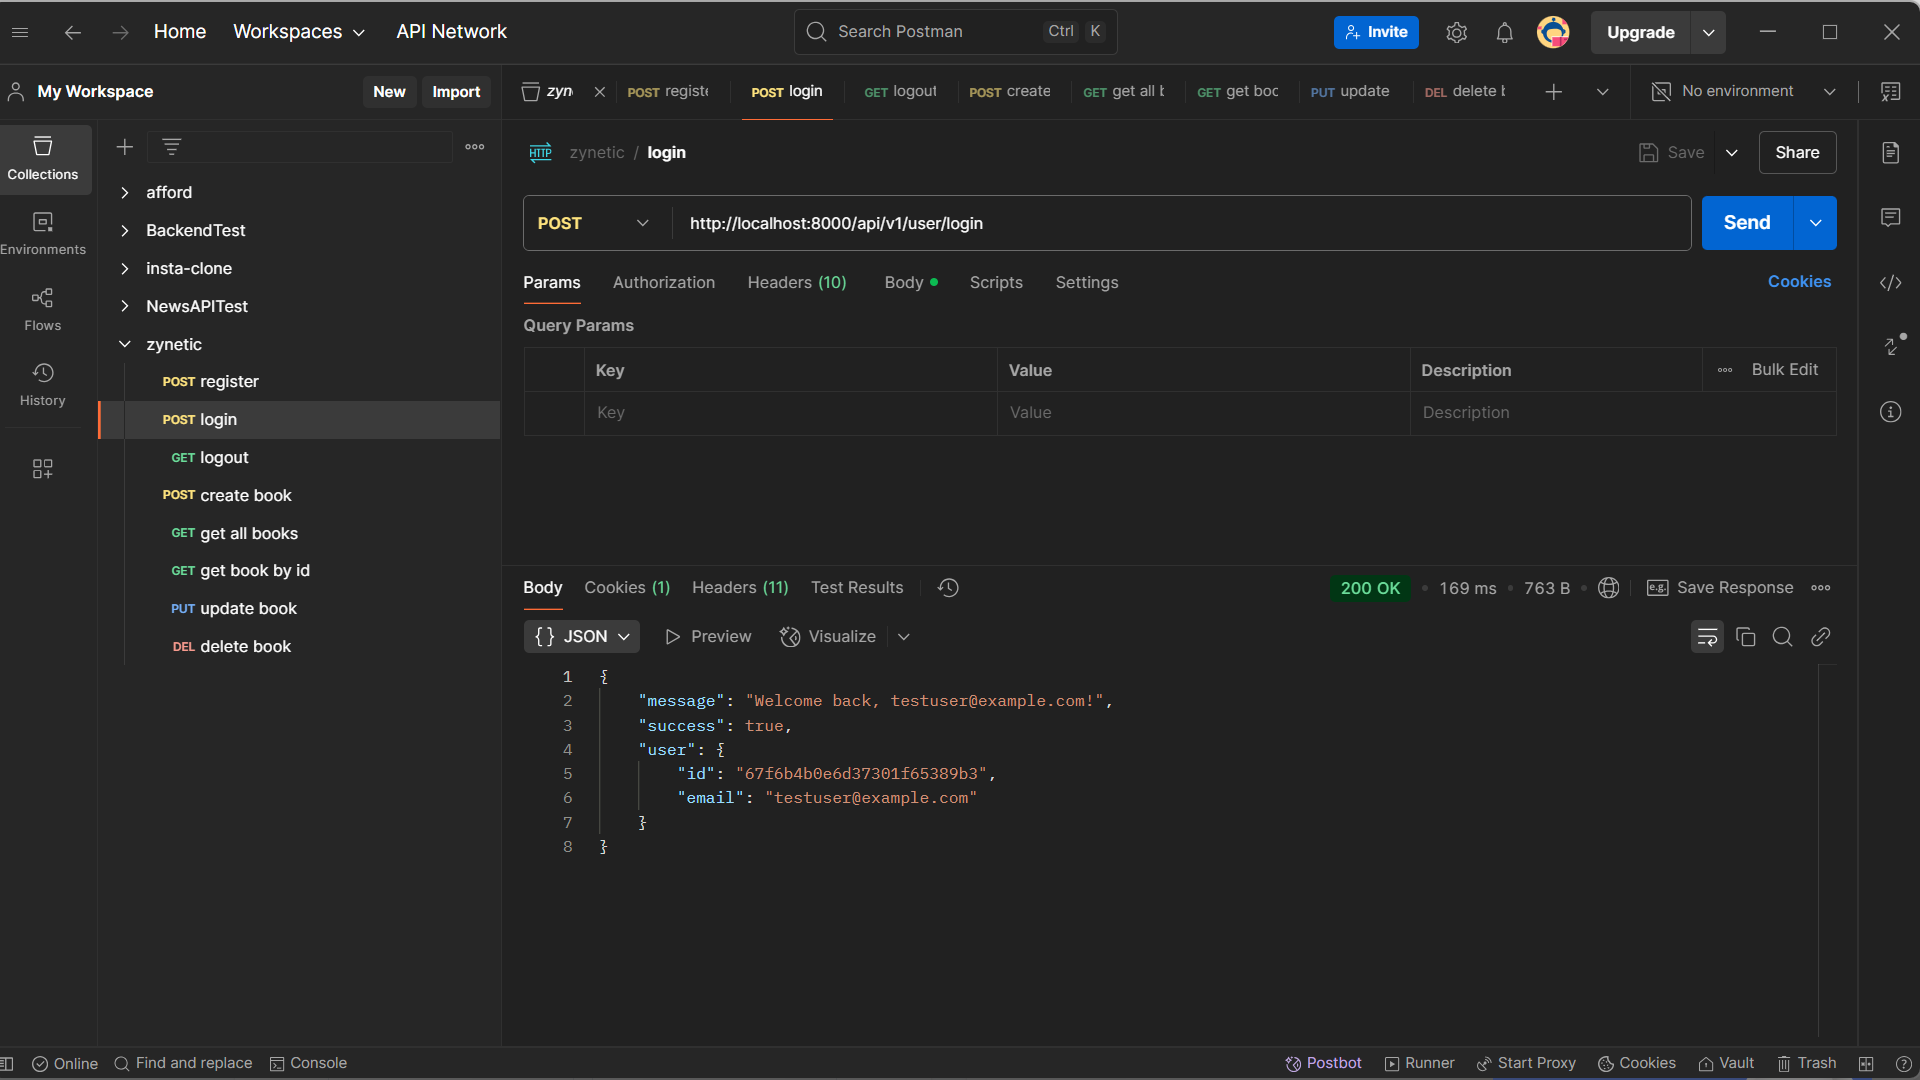 Home Workspaces API Network Search Postman Ctrl K Invite Upgrade
My Workspace New Import
zyn POST registe POST login GET logout POST create GET get all b GET get boo PUT update DEL delete b No environment
Collections
Environments
Flows
History
afford
BackendTest
insta-clone
NewsAPITest
zynetic
POST register
POST login
GET logout
POST create book
GET get all books
GET get book by id
PUT update book
DEL delete book
HTTP zynetic / login Save Share
POST http://localhost:8000/api/v1/user/login Send
Params Authorization Headers (10) Body Scripts Settings Cookies
Query Params
Key Value Description Bulk Edit
Key Value Description
Body Cookies (1) Headers (11) Test Results 200 OK 169 ms 763 B e.g. Save Response
{} JSON Preview Visualize
1 {
2 "message": "Welcome back, testuser@example.com!",
3 "success": true,
4 "user": {
5 "id": "67f6b4b0e6d37301f65389b3",
6 "email": "testuser@example.com"
7 }
8 }
Online Find and replace Console Postbot Runner Start Proxy Cookies Vault Trash